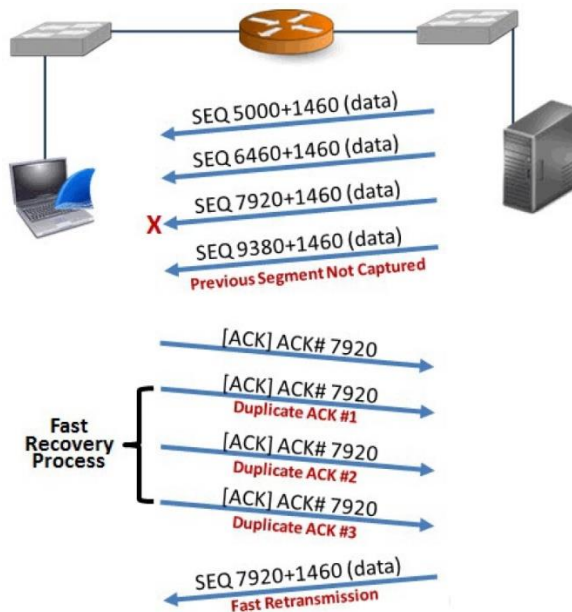 SEQ 5000+1460 (data)
SEQ 6460+1460 (data)
SEQ 7920+1460 (data)
X
SEQ 9380+1460 (data)
Previous Segment Not Captured
[ACK] ACK# 7920
[ACK] ACK# 7920
Duplicate ACK #1
Fast
Recovery
Process
[ACK] ACK# 7920
Duplicate ACK #2
[ACK] ACK# 7920
Duplicate ACK #3
SEQ 7920+1460 (data)
Fast Retransmission